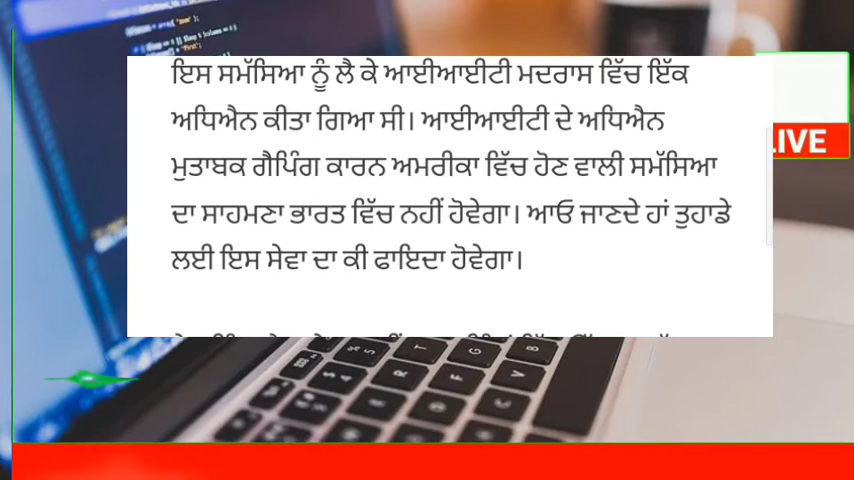 ਇਸ ਸਮੱਸਿਆ ਨੂੰ ਲੈ ਕੇ ਆਈਆਈਟੀ ਮਦਰਾਸ ਵਿੱਚ ਇੱਕ
ਅਧਿਐਨ ਕੀਤਾ ਗਿਆ ਸੀ। ਆਈਆਈਟੀ ਦੇ ਅਧਿਐਨ
ਮੁਤਾਬਕ ਗੈਪਿੰਗ ਕਾਰਨ ਅਮਰੀਕਾ ਵਿੱਚ ਹੋਣ ਵਾਲੀ ਸਮੱਸਿਆ
ਦਾ ਸਾਹਮਣਾ ਭਾਰਤ ਵਿੱਚ ਨਹੀਂ ਹੋਵੇਗਾ। ਆਓ ਜਾਣਦੇ ਹਾਂ ਤੁਹਾਡੇ
ਲਈ ਇਸ ਸੇਵਾ ਦਾ ਕੀ ਫਾਇਦਾ ਹੋਵੇਗਾ।
LIVE